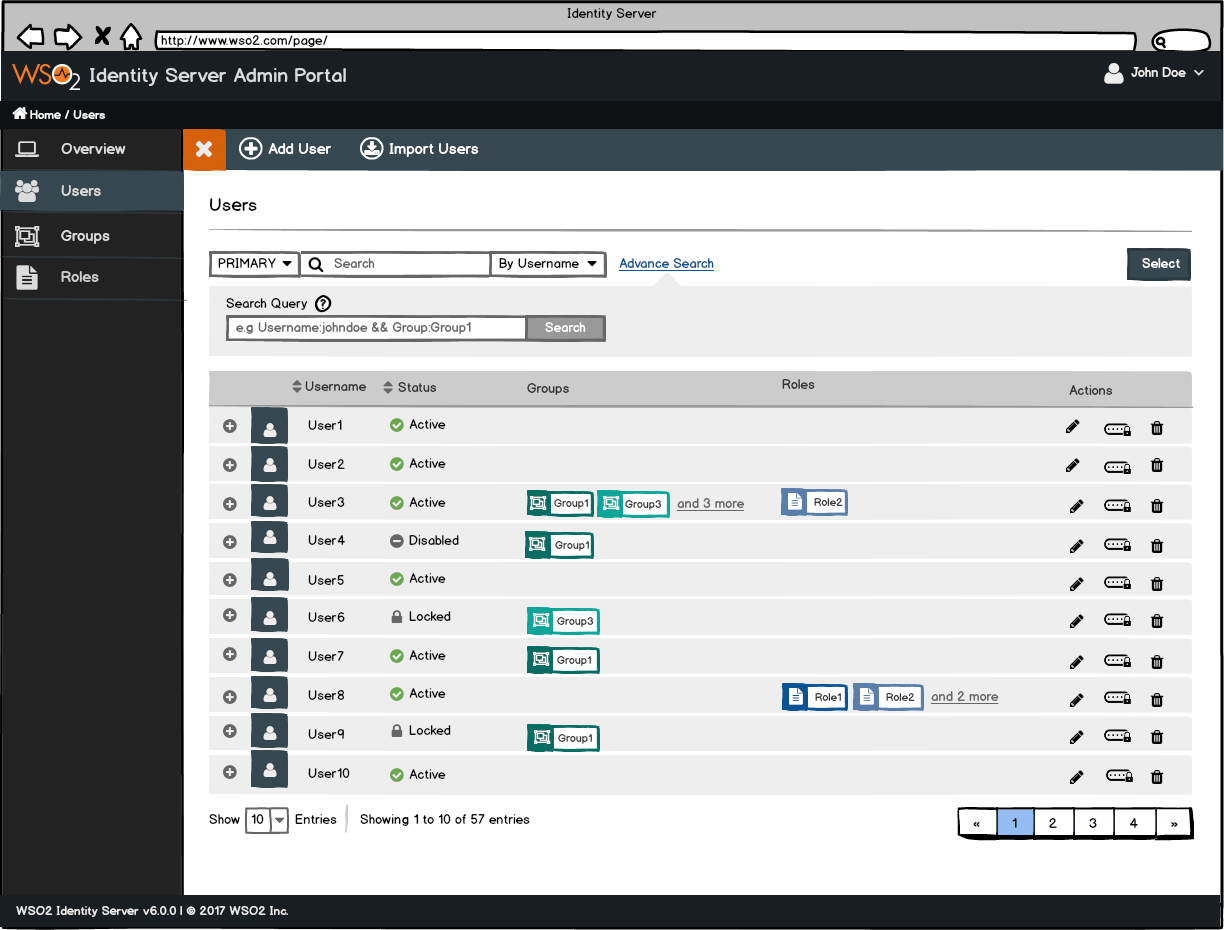 Identity Server
http://www.wso2.com/page/
WSO2 Identity Server Admin Portal
John Doe
Home / Users
Overview
Users
Groups
Roles
Add User
Import Users
Users
PRIMARY
Search
By Username
Advance Search
Select
Search Query ?
e.g Username:johndoe && Group:Group1
Search
Username Status Groups Roles Actions
User1 Active
User2 Active
User3 Active Group1 Group3 and 3 more Role2
User4 Disabled Group1
User5 Active
User6 Locked Group3
User7 Active Group1
User8 Active Role1 Role2 and 2 more
User9 Locked Group1
User10 Active
Show 10 Entries Showing 1 to 10 of 57 entries
« 1 2 3 4 »
WSO2 Identity Server v6.0.0 | © 2017 WSO2 Inc.